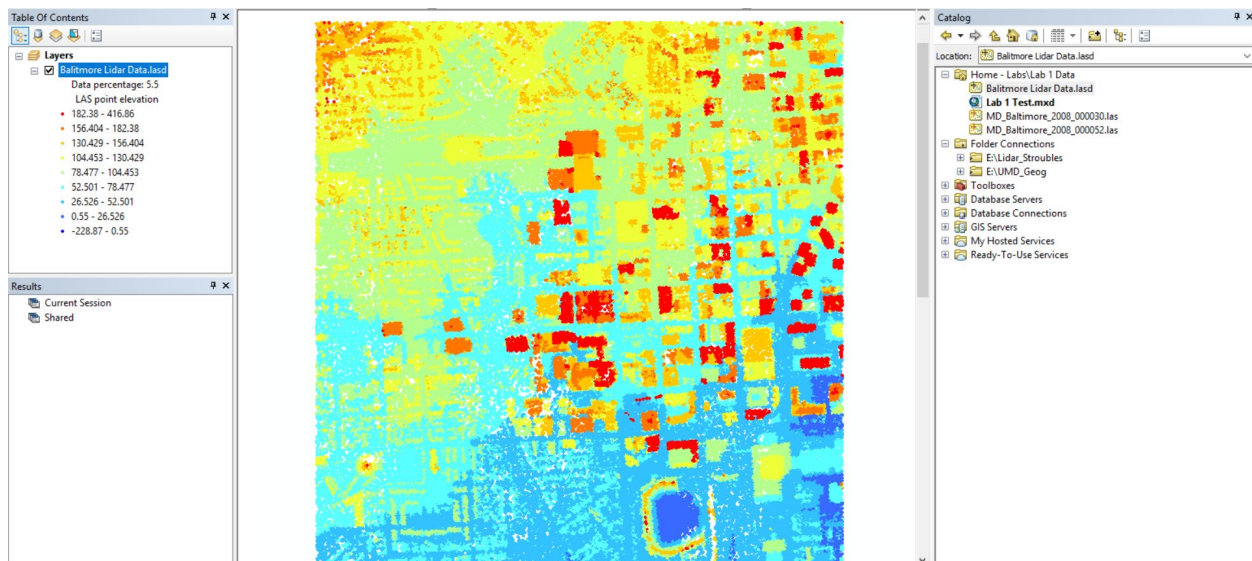 Table Of Contents
Layers
Balitmore Lidar Data.lasd
Data percentage: 5.5
LAS point elevation
182.38 - 416.86
156.404 - 182.38
130.429 - 156.404
104.453 - 130.429
78.477 - 104.453
52.501 - 78.477
26.526 - 52.501
0.55 - 26.526
-228.87 - 0.55
Results
Current Session
Shared
Catalog
Location: Balitmore Lidar Data.lasd
Home - Labs\Lab 1 Data
Balitmore Lidar Data.lasd
Lab 1 Test.mxd
MD_Baltimore_2008_000030.las
MD_Baltimore_2008_000052.las
Folder Connections
E:\Lidar_Stroubles
E:\UMD_Geog
Toolboxes
Database Servers
Database Connections
GIS Servers
My Hosted Services
Ready-To-Use Services